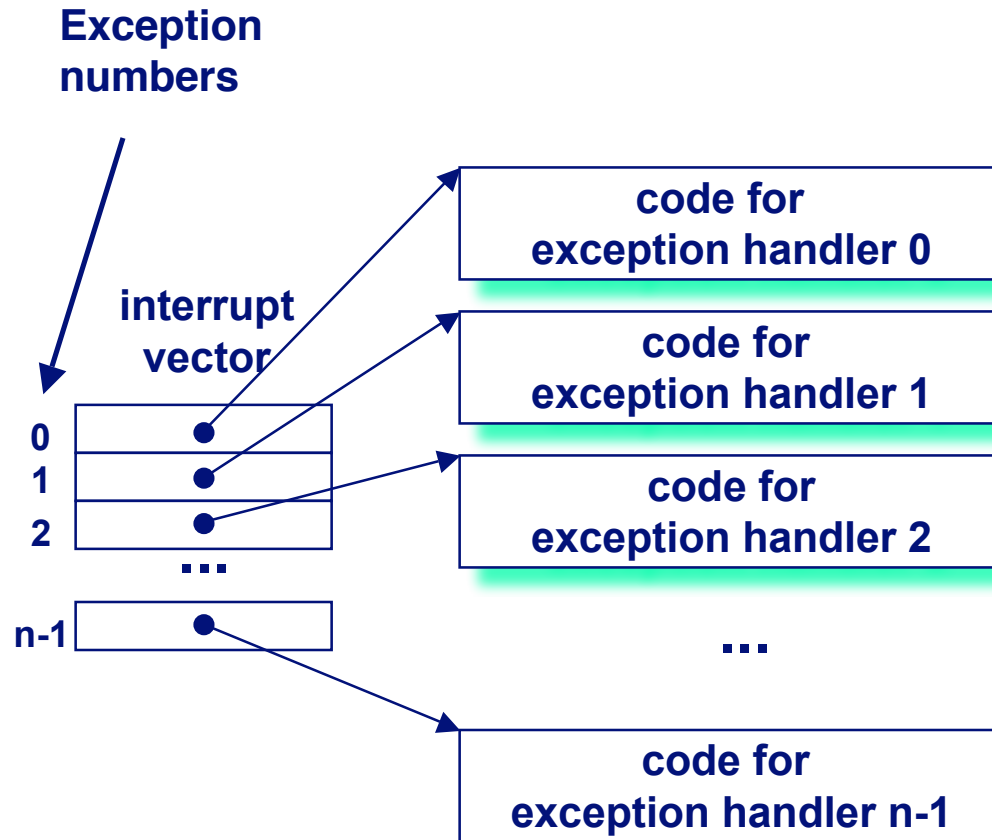 Exception
numbers
interrupt
vector
0
1
2
...
n-1
code for
exception handler 0
code for
exception handler 1
code for
exception handler 2
...
code for
exception handler n-1